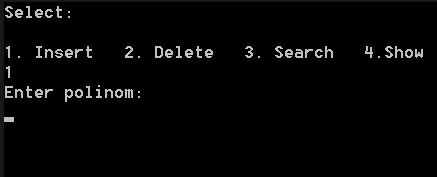 Select:
1. Insert   2. Delete   3. Search   4.Show
1
Enter polinom: